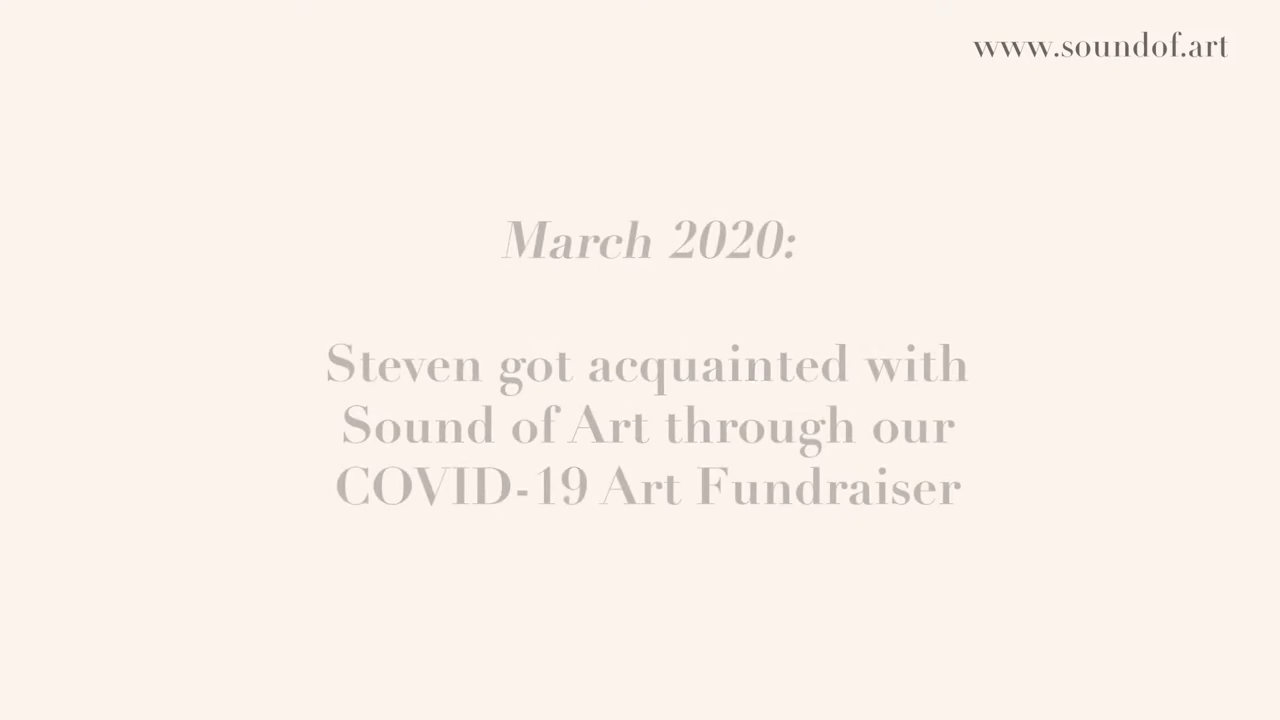 www.soundof.art
March 2020:
Steven got acquainted with
Sound of Art through our
COVID-19 Art Fundraiser